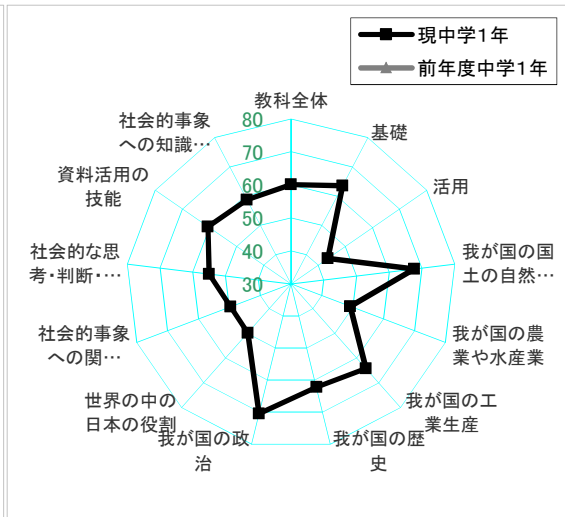 現中学1年
前年度中学1年
教科全体
基礎
活用
我が国の国
土の自然…
我が国の農
業や水産業
我が国の工
業生産
我が国の歴
史
我が国の政
治
世界の中の
日本の役割
社会的事象
への関…
社会的な思
考・判断・…
資料活用の
技能
社会的事象
への知識…
80
70
60
50
40
30